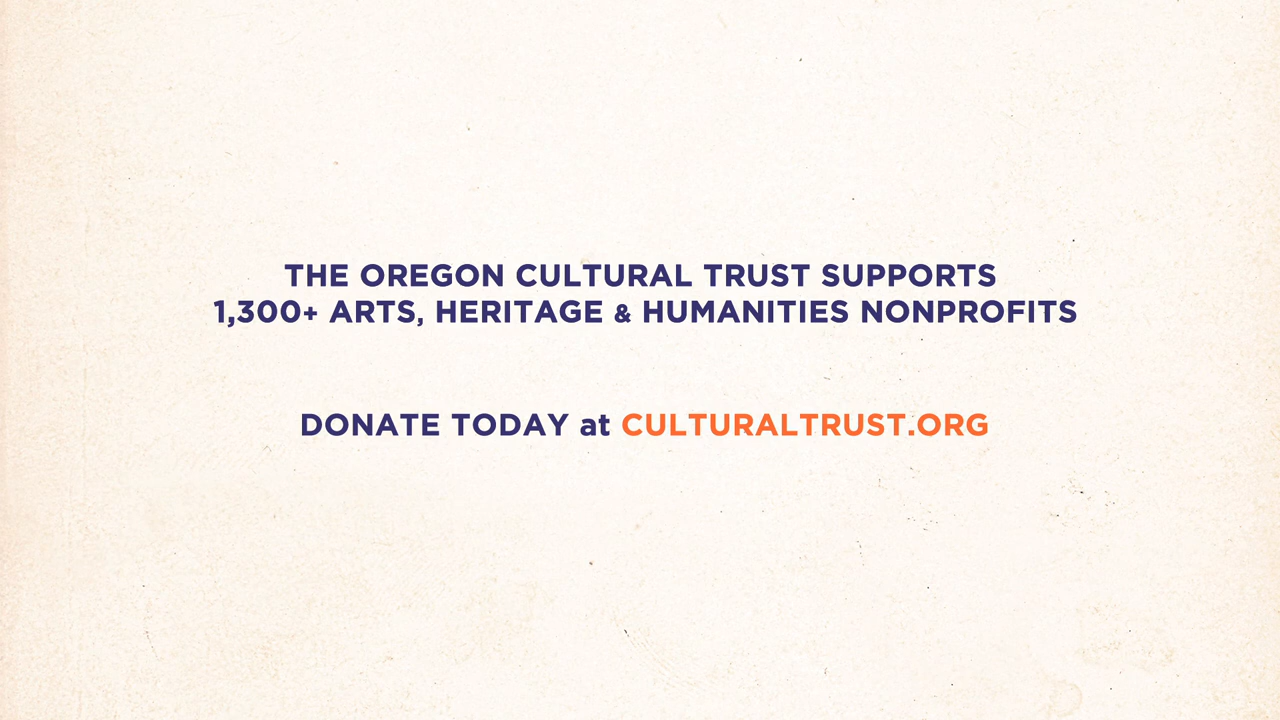 THE OREGON CULTURAL TRUST SUPPORTS
1,300+ ARTS, HERITAGE & HUMANITIES NONPROFITS
DONATE TODAY at CULTURALTRUST.ORG